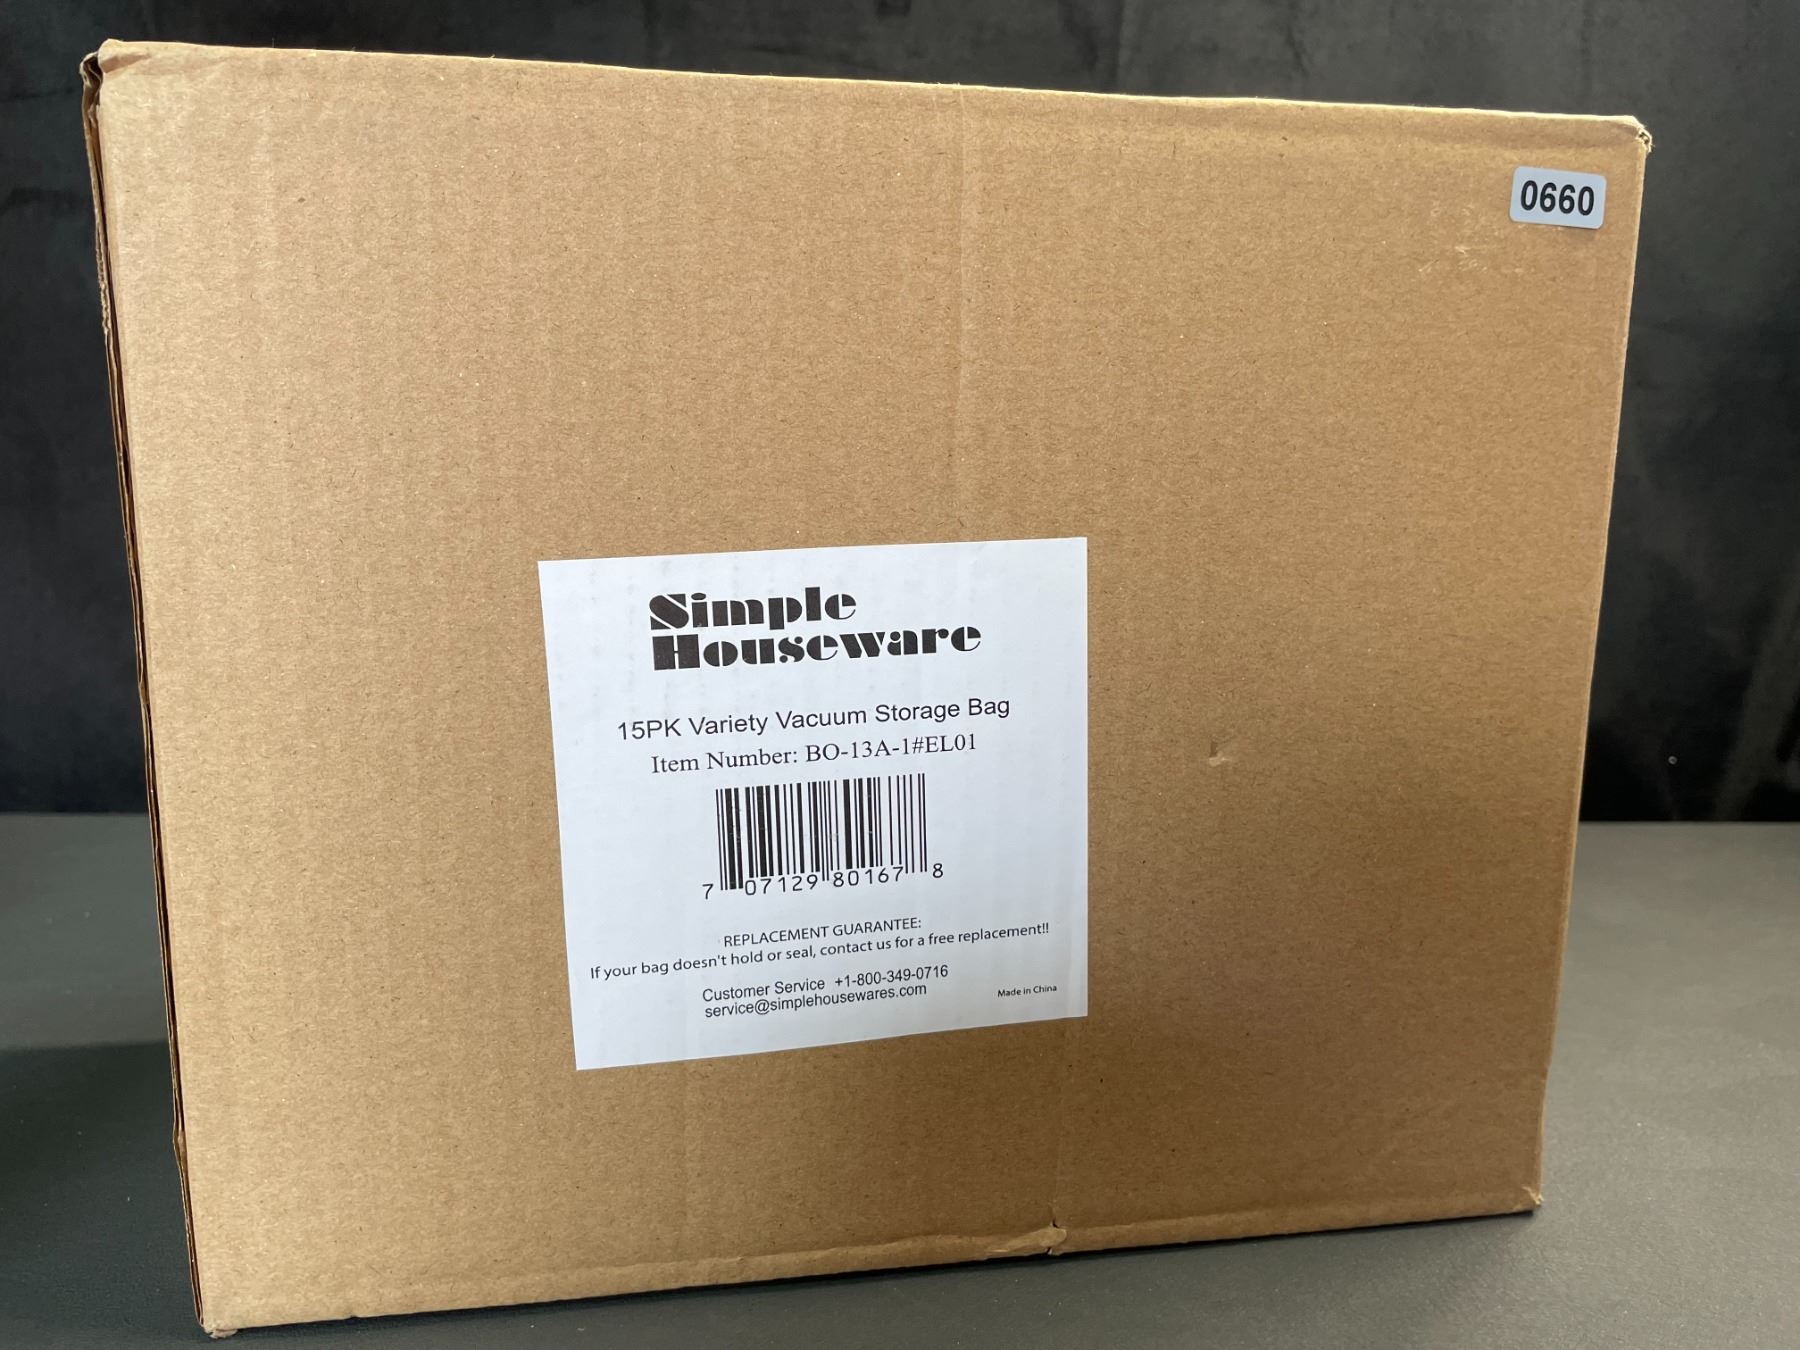 0660
Simple
Houseware
15PK Variety Vacuum Storage Bag
Item Number: BO-13A-1#EL01
7 07129 80167 8
REPLACEMENT GUARANTEE:
If your bag doesn't hold or seal, contact us for a free replacement!!
Customer Service +1-800-349-0716
service@simplehousewares.com
Made in China